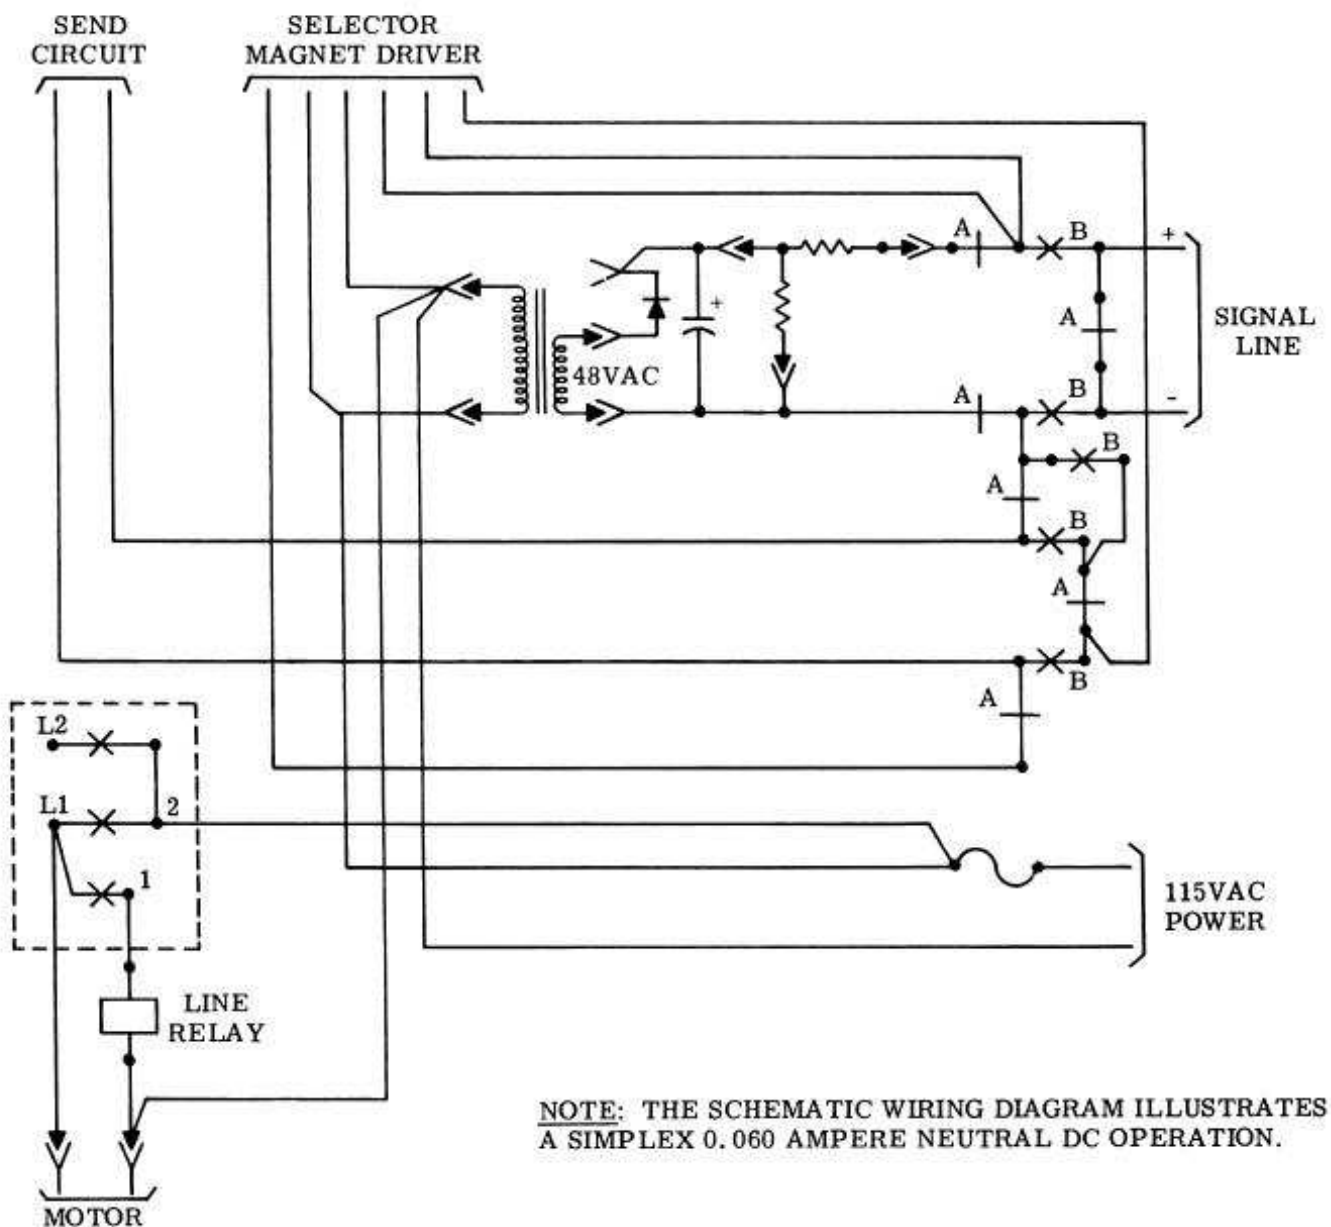 SEND
CIRCUIT
SELECTOR
MAGNET DRIVER
A
B
+
+
A
SIGNAL
LINE
48VAC
A
B
-
B
A
B
A
B
A
L2
L1
2
1
115VAC
POWER
LINE
RELAY
NOTE: THE SCHEMATIC WIRING DIAGRAM ILLUSTRATES
A SIMPLEX 0.060 AMPERE NEUTRAL DC OPERATION.
MOTOR